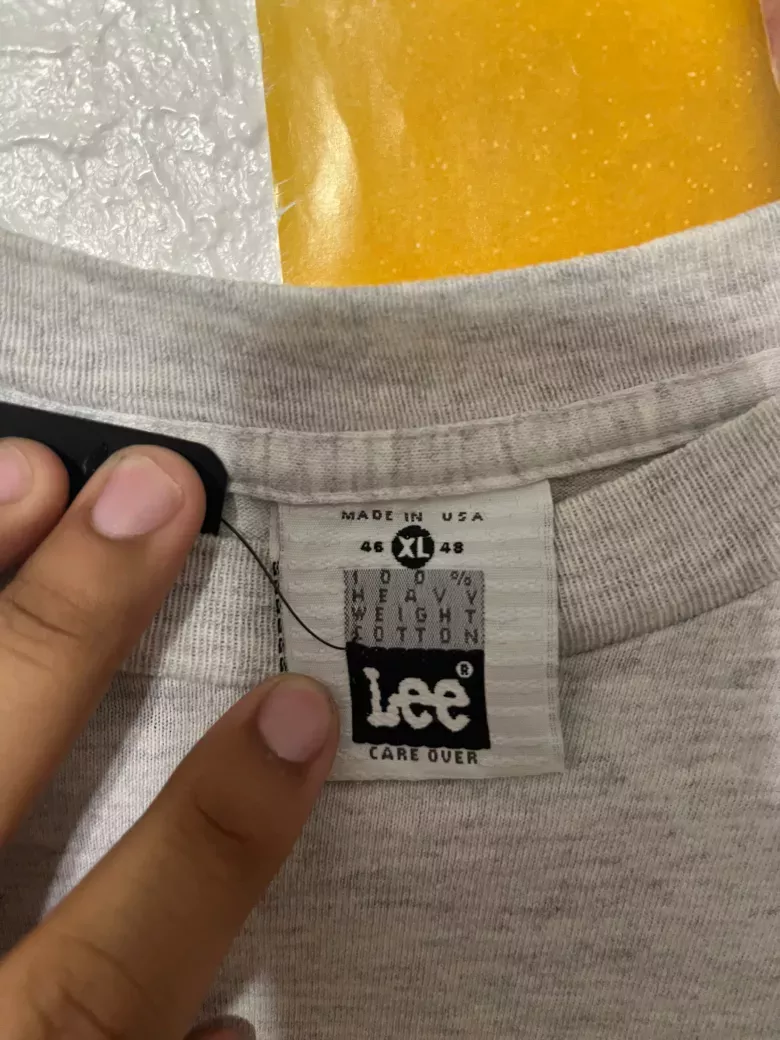 MADE IN USA
46 XL 48
100%
HEAVY
WEIGHT
COTTON
Lee®
CARE OVER